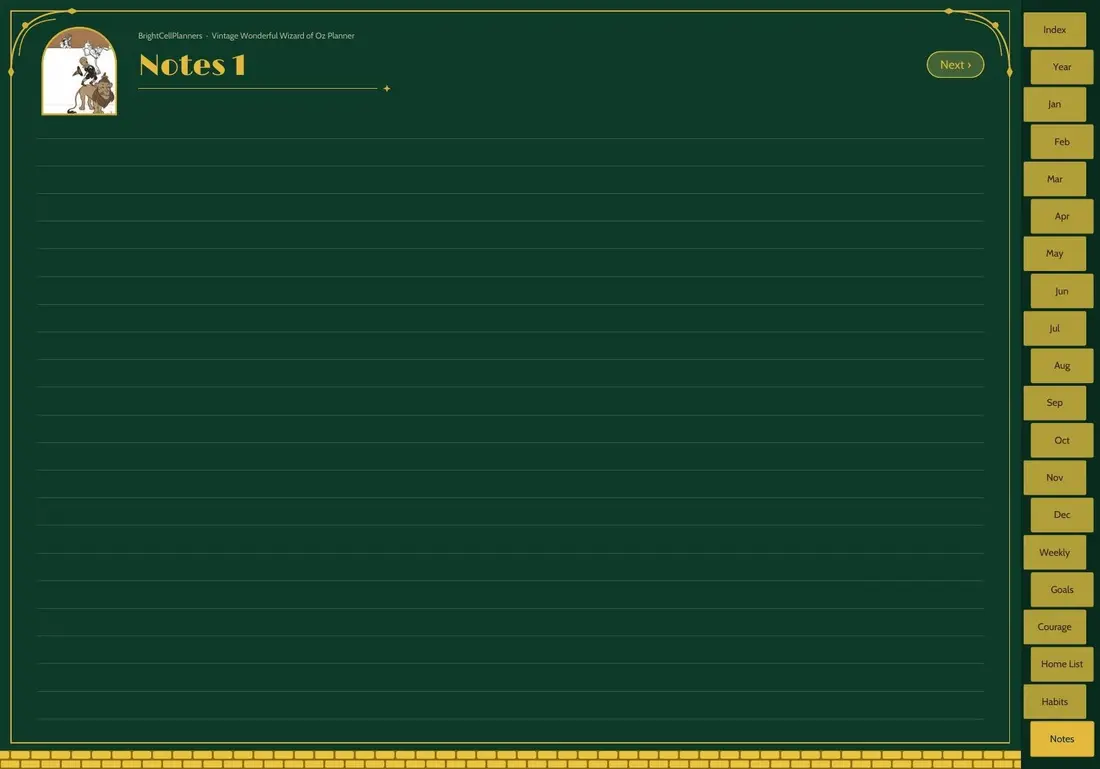 BrightCellPlanners · Vintage Wonderful Wizard of Oz Planner
Notes 1
Next ›
Index
Year
Jan
Feb
Mar
Apr
May
Jun
Jul
Aug
Sep
Oct
Nov
Dec
Weekly
Goals
Courage
Home List
Habits
Notes